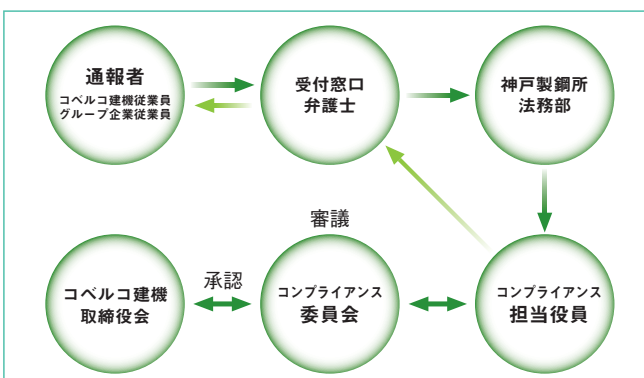 通報者
コベルコ建機従業員
グループ企業従業員
受付窓口
弁護士
神戸製鋼所
法務部
審議
承認
コベルコ建機
取締役会
コンプライアンス
委員会
コンプライアンス
担当役員